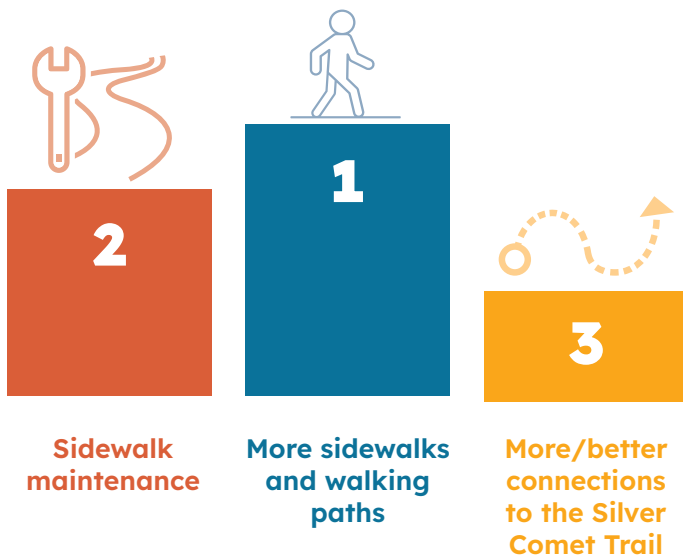 2
Sidewalk
maintenance
1
More sidewalks
and walking
paths
3
More/better
connections
to the Silver
Comet Trail